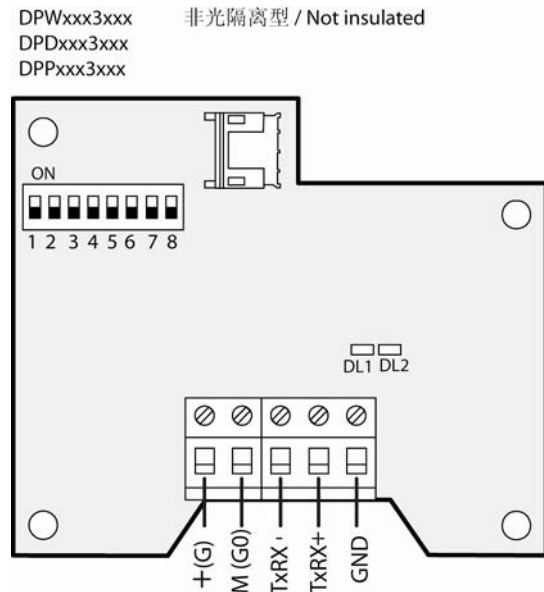 DPWxxx3xxx 非光隔离型 / Not insulated
DPDxxx3xxx
DPPxxx3xxx
ON
1 2 3 4 5 6 7 8
DL1 DL2
+(G)
M (G0)
TxRX -
TxRX+
GND